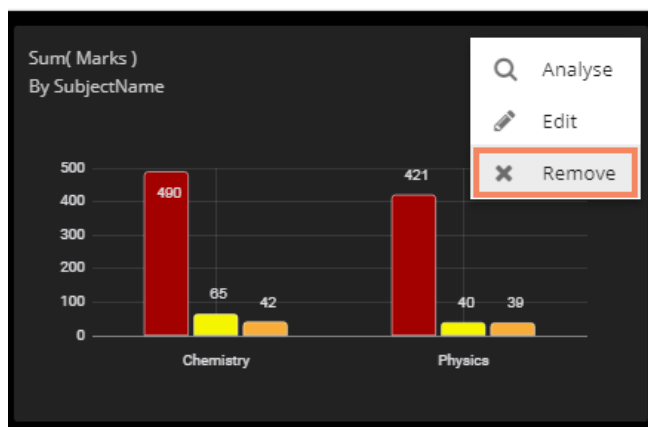 Sum( Marks )
By SubjectName
Analyse
Edit
Remove
500
400
300
200
100
0
490
65
42
421
40
39
Chemistry
Physics